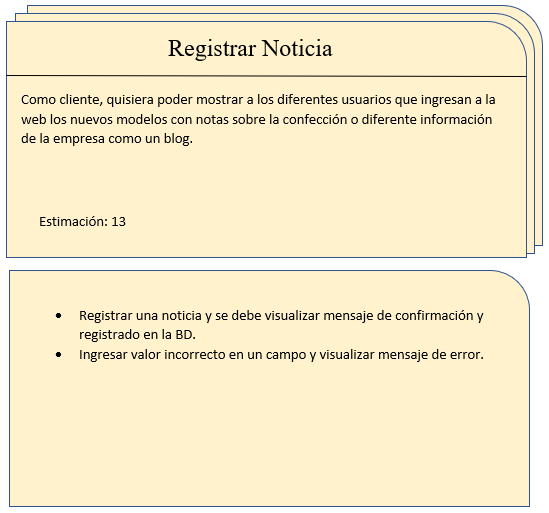 Registrar Noticia
Como cliente, quisiera poder mostrar a los diferentes usuarios que ingresan a la
web los nuevos modelos con notas sobre la confección o diferente información
de la empresa como un blog.
Estimación: 13
• Registrar una noticia y se debe visualizar mensaje de confirmación y
registrado en la BD.
• Ingresar valor incorrecto en un campo y visualizar mensaje de error.